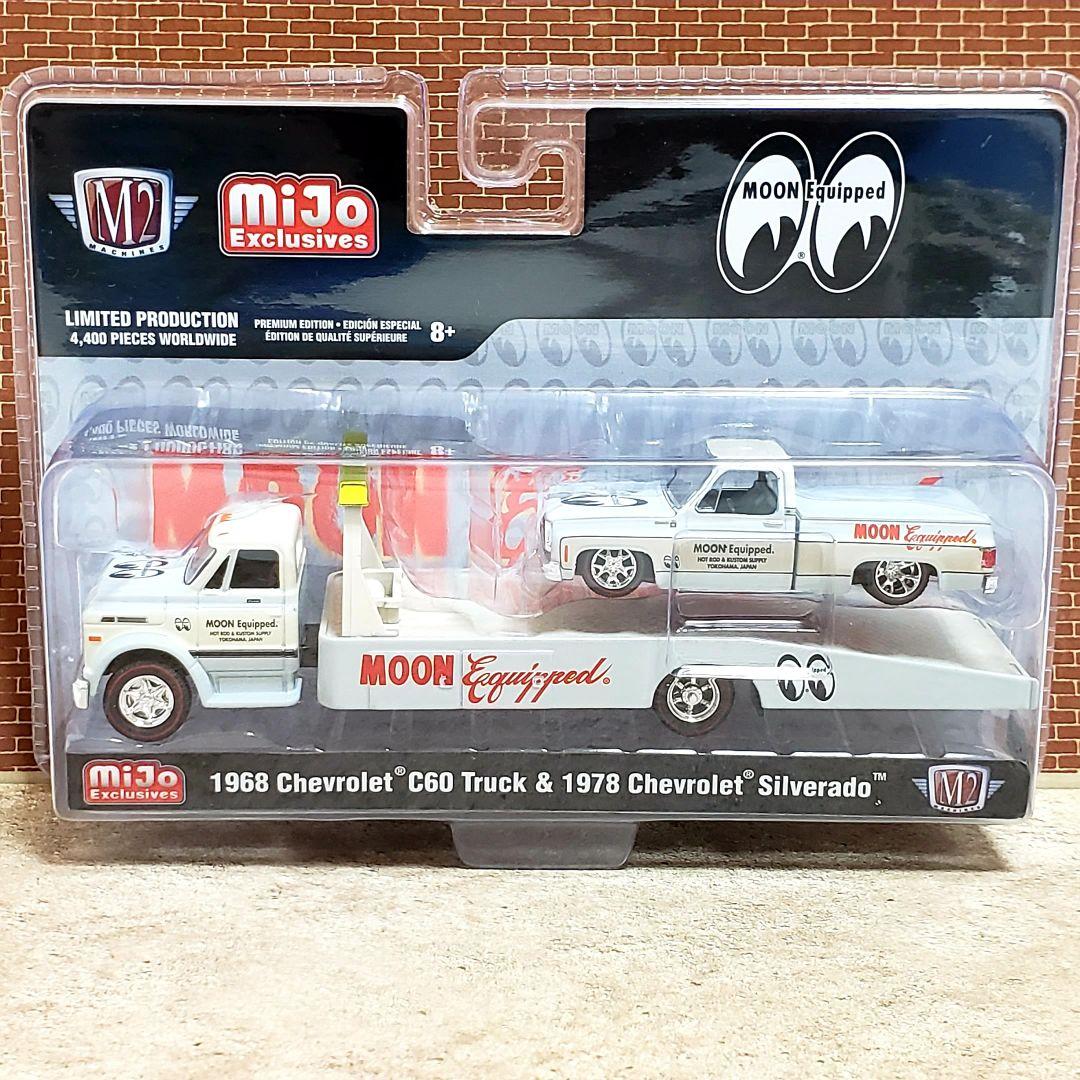 M2
MACHINES
MiJo
Exclusives
MOON Equipped
®
LIMITED PRODUCTION
4,400 PIECES WORLDWIDE
PREMIUM EDITION • EDICIÓN ESPECIAL
ÉDITION DE QUALITÉ SUPÉRIEURE
8+
MOON Equipped.
MOON Equipped.
HOT ROD & KUSTOM SUPPLY
YOKOHAMA, JAPAN
MOON Equipped.
HOT ROD & KUSTOM SUPPLY
YOKOHAMA, JAPAN
MOON Equipped®
MiJo
Exclusives
1968 Chevrolet® C60 Truck & 1978 Chevrolet® Silverado™
M2
MACHINES